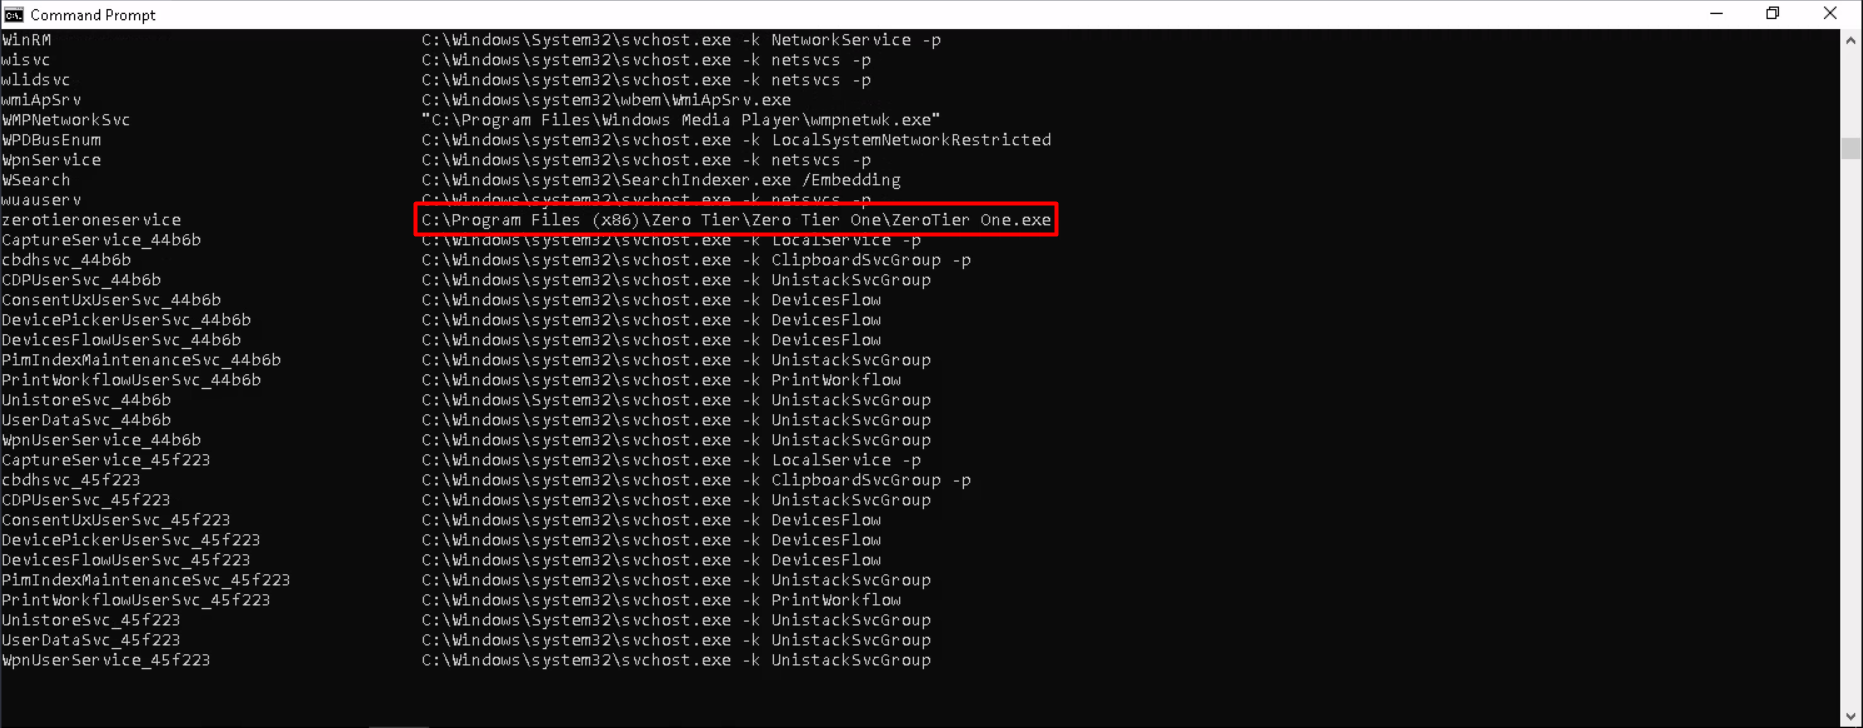 Command Prompt
WinRM C:\Windows\System32\svchost.exe -k NetworkService -p
wisvc C:\Windows\system32\svchost.exe -k netsvcs -p
wlidsvc C:\Windows\system32\svchost.exe -k netsvcs -p
wmiApSrv C:\Windows\system32\wbem\WmiApSrv.exe
WMPNetworkSvc "C:\Program Files\Windows Media Player\wmpnetwk.exe"
WPDBusEnum C:\Windows\system32\svchost.exe -k LocalSystemNetworkRestricted
WpnService C:\Windows\system32\svchost.exe -k netsvcs -p
WSearch C:\Windows\system32\SearchIndexer.exe /Embedding
wuauserv C:\Windows\system32\svchost.exe -k netsvcs -p
zerotieroneservice C:\Program Files (x86)\Zero Tier\Zero Tier One\ZeroTier One.exe
CaptureService_44b6b C:\Windows\system32\svchost.exe -k LocalService -p
cbdhsvc_44b6b C:\Windows\system32\svchost.exe -k ClipboardSvcGroup -p
CDPUserSvc_44b6b C:\Windows\system32\svchost.exe -k UnistackSvcGroup
ConsentUxUserSvc_44b6b C:\Windows\system32\svchost.exe -k DevicesFlow
DevicePickerUserSvc_44b6b C:\Windows\system32\svchost.exe -k DevicesFlow
DevicesFlowUserSvc_44b6b C:\Windows\system32\svchost.exe -k DevicesFlow
PimIndexMaintenanceSvc_44b6b C:\Windows\system32\svchost.exe -k UnistackSvcGroup
PrintWorkflowUserSvc_44b6b C:\Windows\system32\svchost.exe -k PrintWorkflow
UnistoreSvc_44b6b C:\Windows\System32\svchost.exe -k UnistackSvcGroup
UserDataSvc_44b6b C:\Windows\system32\svchost.exe -k UnistackSvcGroup
WpnUserService_44b6b C:\Windows\system32\svchost.exe -k UnistackSvcGroup
CaptureService_45f223 C:\Windows\system32\svchost.exe -k LocalService -p
cbdhsvc_45f223 C:\Windows\system32\svchost.exe -k ClipboardSvcGroup -p
CDPUserSvc_45f223 C:\Windows\system32\svchost.exe -k UnistackSvcGroup
ConsentUxUserSvc_45f223 C:\Windows\system32\svchost.exe -k DevicesFlow
DevicePickerUserSvc_45f223 C:\Windows\system32\svchost.exe -k DevicesFlow
DevicesFlowUserSvc_45f223 C:\Windows\system32\svchost.exe -k DevicesFlow
PimIndexMaintenanceSvc_45f223 C:\Windows\system32\svchost.exe -k UnistackSvcGroup
PrintWorkflowUserSvc_45f223 C:\Windows\system32\svchost.exe -k PrintWorkflow
UnistoreSvc_45f223 C:\Windows\System32\svchost.exe -k UnistackSvcGroup
UserDataSvc_45f223 C:\Windows\system32\svchost.exe -k UnistackSvcGroup
WpnUserService_45f223 C:\Windows\system32\svchost.exe -k UnistackSvcGroup